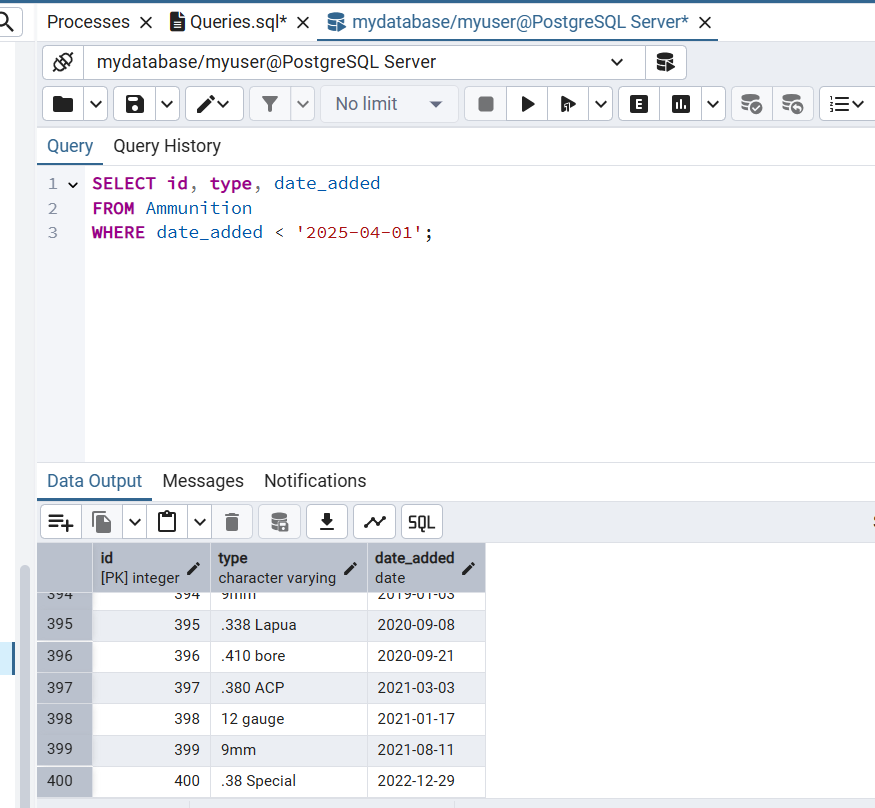 Processes Queries.sql* mydatabase/myuser@PostgreSQL Server*
mydatabase/myuser@PostgreSQL Server
No limit E
Query Query History
1 SELECT id, type, date_added
2 FROM Ammunition
3 WHERE date_added < '2025-04-01';
Data Output Messages Notifications
SQL
id type date_added
[PK] integer character varying date
394 394 9mm 2019-01-03
395 395 .338 Lapua 2020-09-08
396 396 .410 bore 2020-09-21
397 397 .380 ACP 2021-03-03
398 398 12 gauge 2021-01-17
399 399 9mm 2021-08-11
400 400 .38 Special 2022-12-29